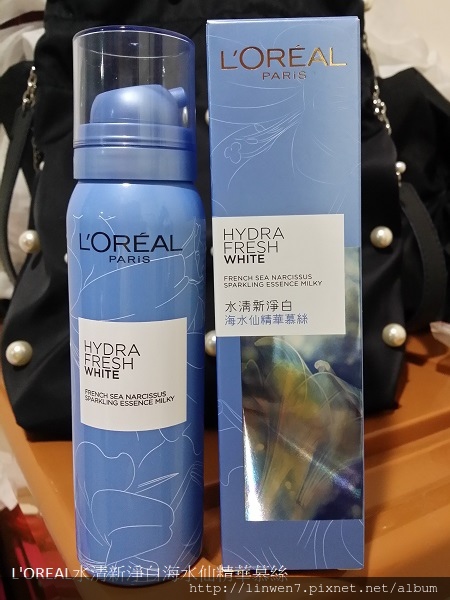 L'ORÉAL
PARIS
HYDRA
FRESH
WHITE
FRENCH SEA NARCISSUS
SPARKLING ESSENCE MILKY
L'ORÉAL
PARIS
HYDRA
FRESH
WHITE
FRENCH SEA NARCISSUS
SPARKLING ESSENCE MILKY
水清新淨白
海水仙精華慕絲
L'OREAL水清新淨白海水仙精華慕絲
http://linwen7.pixnet.net/album